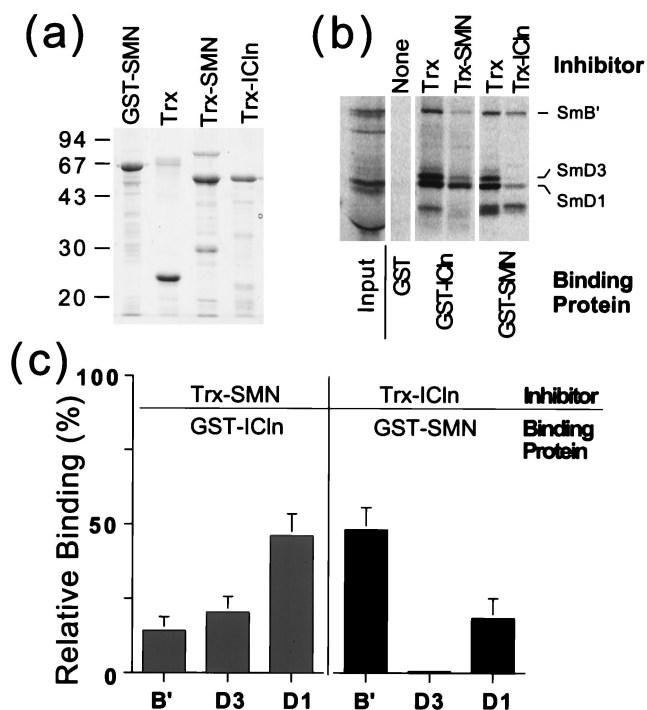 (a)
GST-SMN
Trx
Trx-SMN
Trx-ICln
94
67
43
30
20
(b)
None
Trx
Trx-SMN
Trx
Trx-ICln
Inhibitor
SmB'
SmD3
SmD1
Input
GST
GST-ICln
GST-SMN
Binding
Protein
(c)
Relative Binding (%)
100
50
0
Trx-SMN Trx-ICln Inhibitor
GST-ICln GST-SMN Binding
Protein
B' D3 D1 B' D3 D1